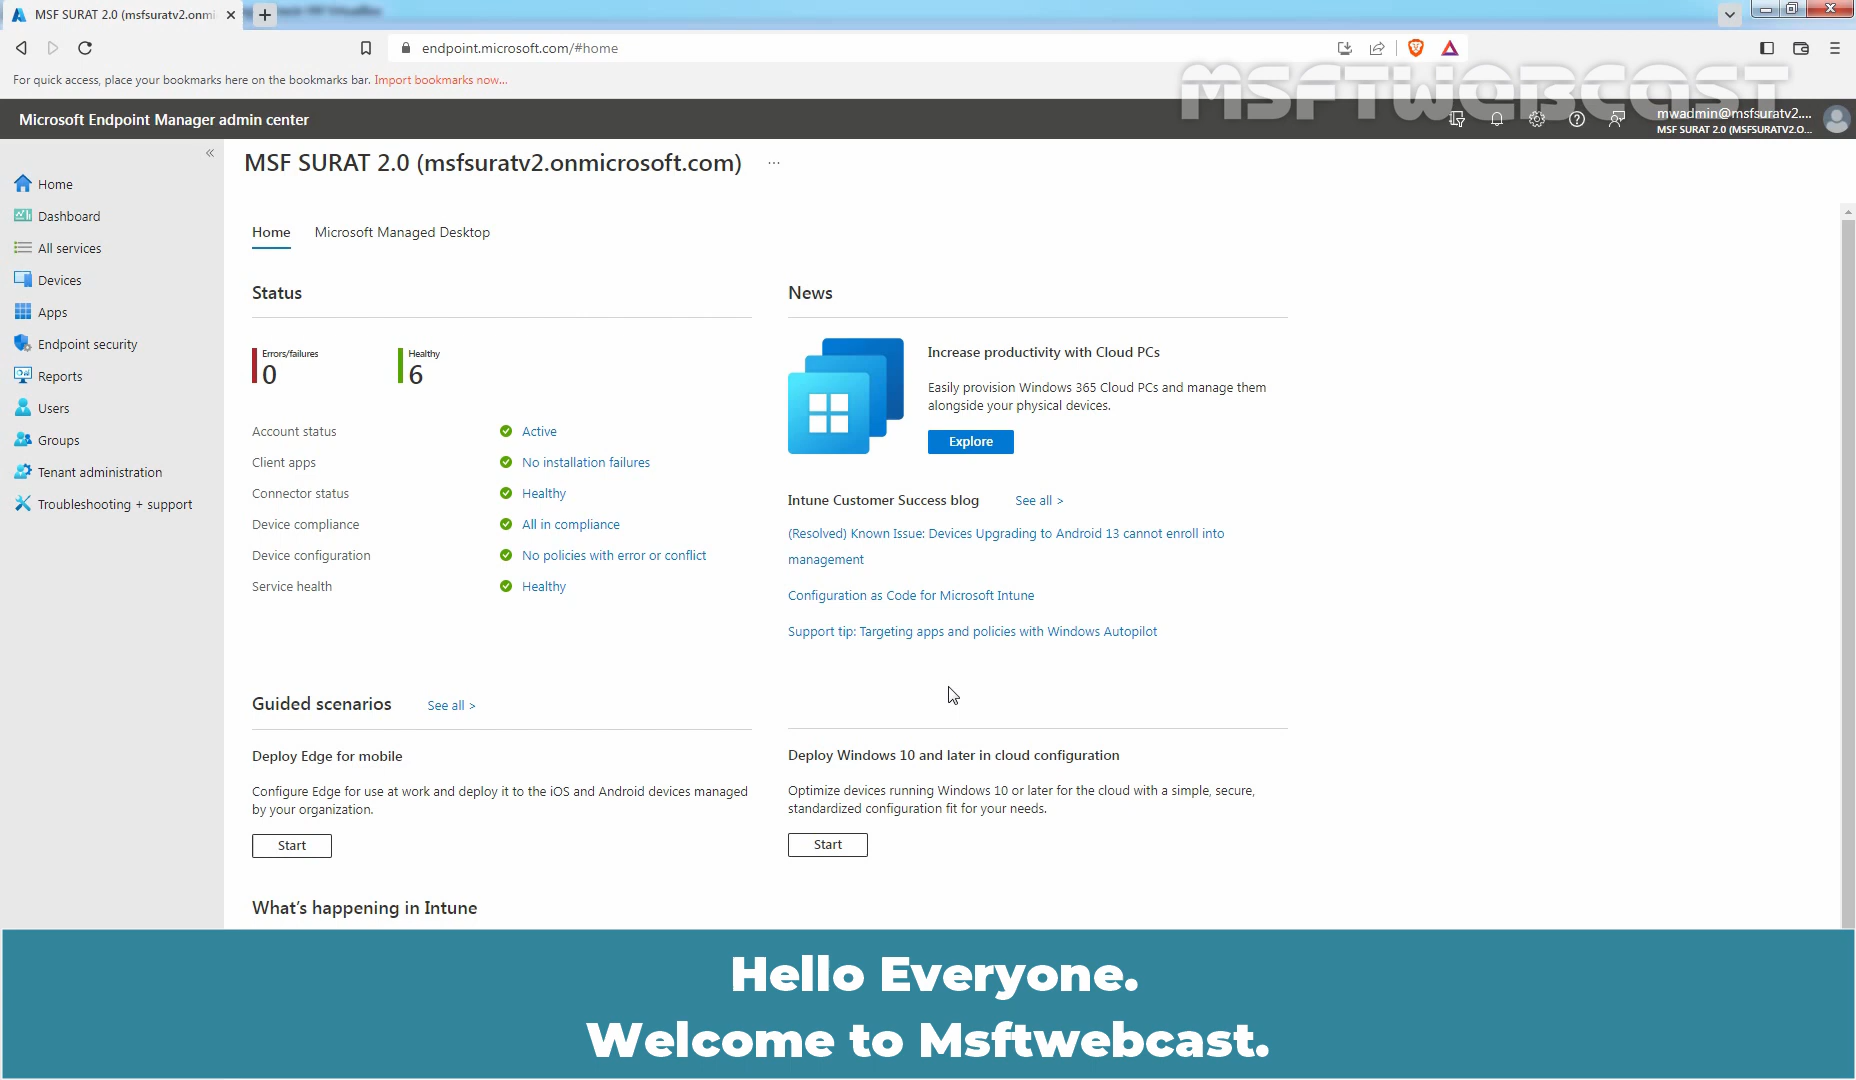 MSF SURAT 2.0 (msfsuratv2.onmi
endpoint.microsoft.com/#home
For quick access, place your bookmarks here on the bookmarks bar. Import bookmarks now...
MSFTWEBCAST
Microsoft Endpoint Manager admin center
mwadmin@msfsuratv2....
MSF SURAT 2.0 (MSFSURATV2.O...
MSF SURAT 2.0 (msfsuratv2.onmicrosoft.com) ...
Home
Dashboard
All services
Devices
Apps
Endpoint security
Reports
Users
Groups
Tenant administration
Troubleshooting + support
Home Microsoft Managed Desktop
Status
Errors/failures
0
Healthy
6
Account status Active
Client apps No installation failures
Connector status Healthy
Device compliance All in compliance
Device configuration No policies with error or conflict
Service health Healthy
News
Increase productivity with Cloud PCs
Easily provision Windows 365 Cloud PCs and manage them
alongside your physical devices.
Explore
Intune Customer Success blog See all >
(Resolved) Known Issue: Devices Upgrading to Android 13 cannot enroll into
management
Configuration as Code for Microsoft Intune
Support tip: Targeting apps and policies with Windows Autopilot
Guided scenarios See all >
Deploy Edge for mobile
Configure Edge for use at work and deploy it to the iOS and Android devices managed
by your organization.
Start
Deploy Windows 10 and later in cloud configuration
Optimize devices running Windows 10 or later for the cloud with a simple, secure,
standardized configuration fit for your needs.
Start
What's happening in Intune
Hello Everyone.
Welcome to Msftwebcast.